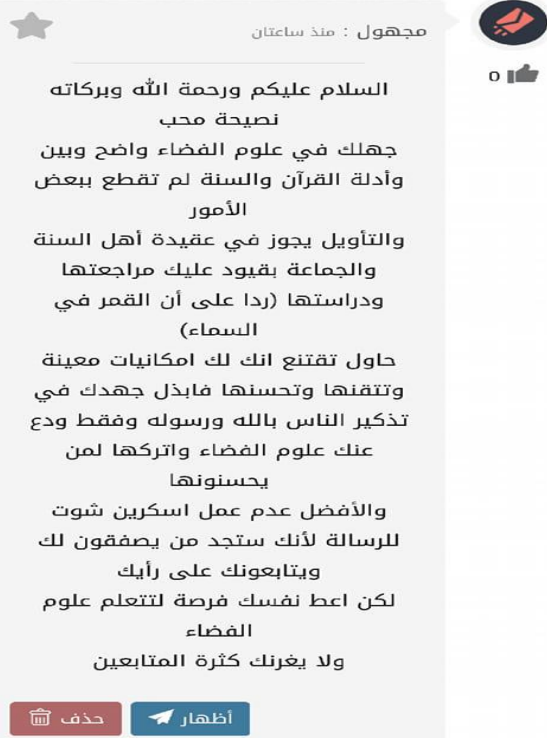 مجهول : منذ ساعتان
0
السلام عليكم ورحمة الله وبركاته
نصيحة محب
جهلك في علوم الفضاء واضح وبين
وأدلة القرآن والسنة لم تقطع ببعض
الأمور
والتأويل يجوز في عقيدة أهل السنة
والجماعة بقيود عليك مراجعتها
ودراستها (ردا على أن القمر في
السماء)
حاول تقتنع انك لك امكانيات معينة
وتتقنها وتحسنها فابذل جهدك في
تذكير الناس بالله ورسوله وفقط ودع
عنك علوم الفضاء واتركها لمن
يحسنونها
والأفضل عدم عمل اسكرين شوت
للرسالة لأنك ستجد من يصفقون لك
ويتابعونك على رأيك
لكن اعط نفسك فرصة لتتعلم علوم
الفضاء
ولا يغرنك كثرة المتابعين
أظهار
حذف